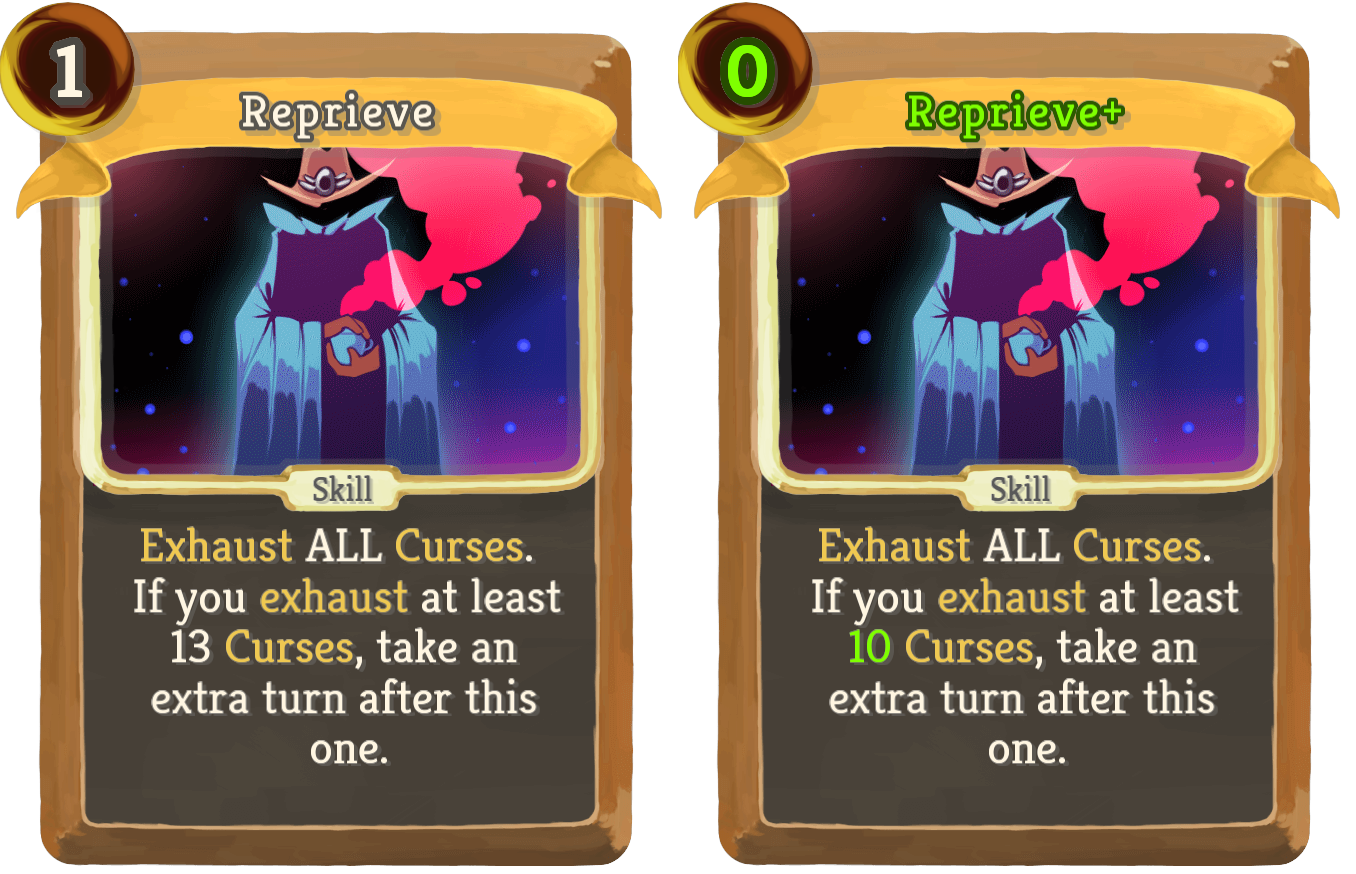 1
Reprieve
Skill
Exhaust ALL Curses.
If you exhaust at least
13 Curses, take an
extra turn after this
one.
0
Reprieve+
Skill
Exhaust ALL Curses.
If you exhaust at least
10 Curses, take an
extra turn after this
one.